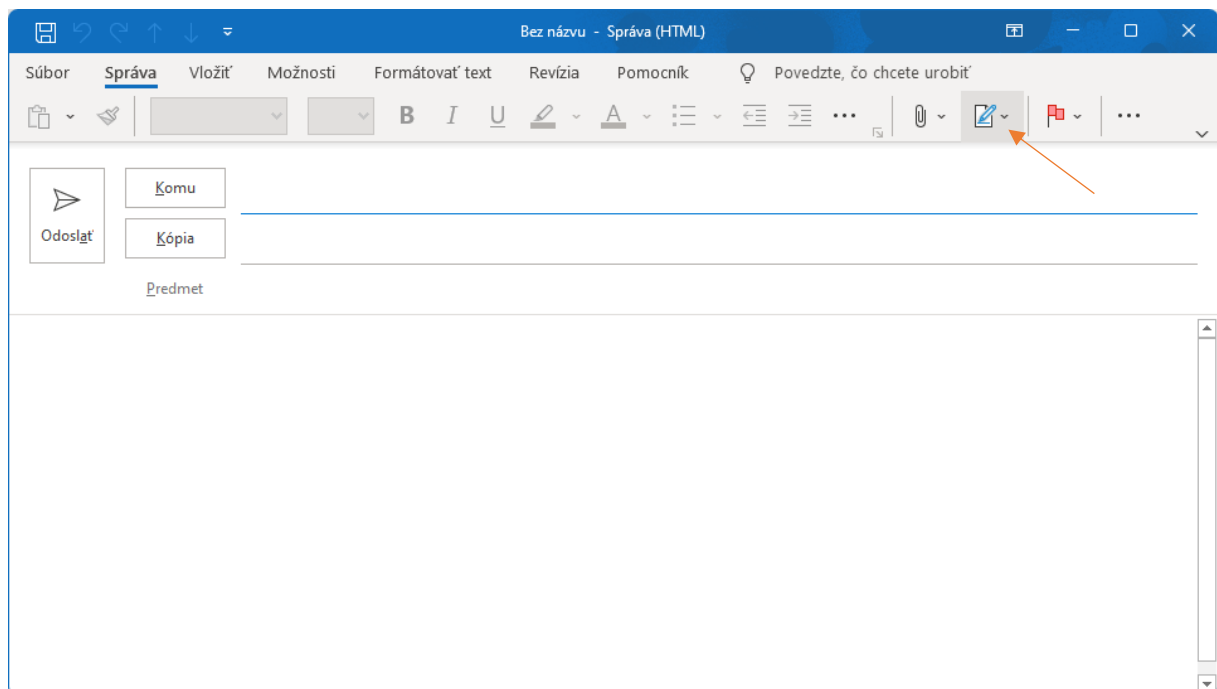 Bez názvu - Správa (HTML)
Súbor Správa Vložiť Možnosti Formátovať text Revízia Pomocník Povedzte, čo chcete urobiť
B I U A
Komu
Odoslať
Kópia
Predmet